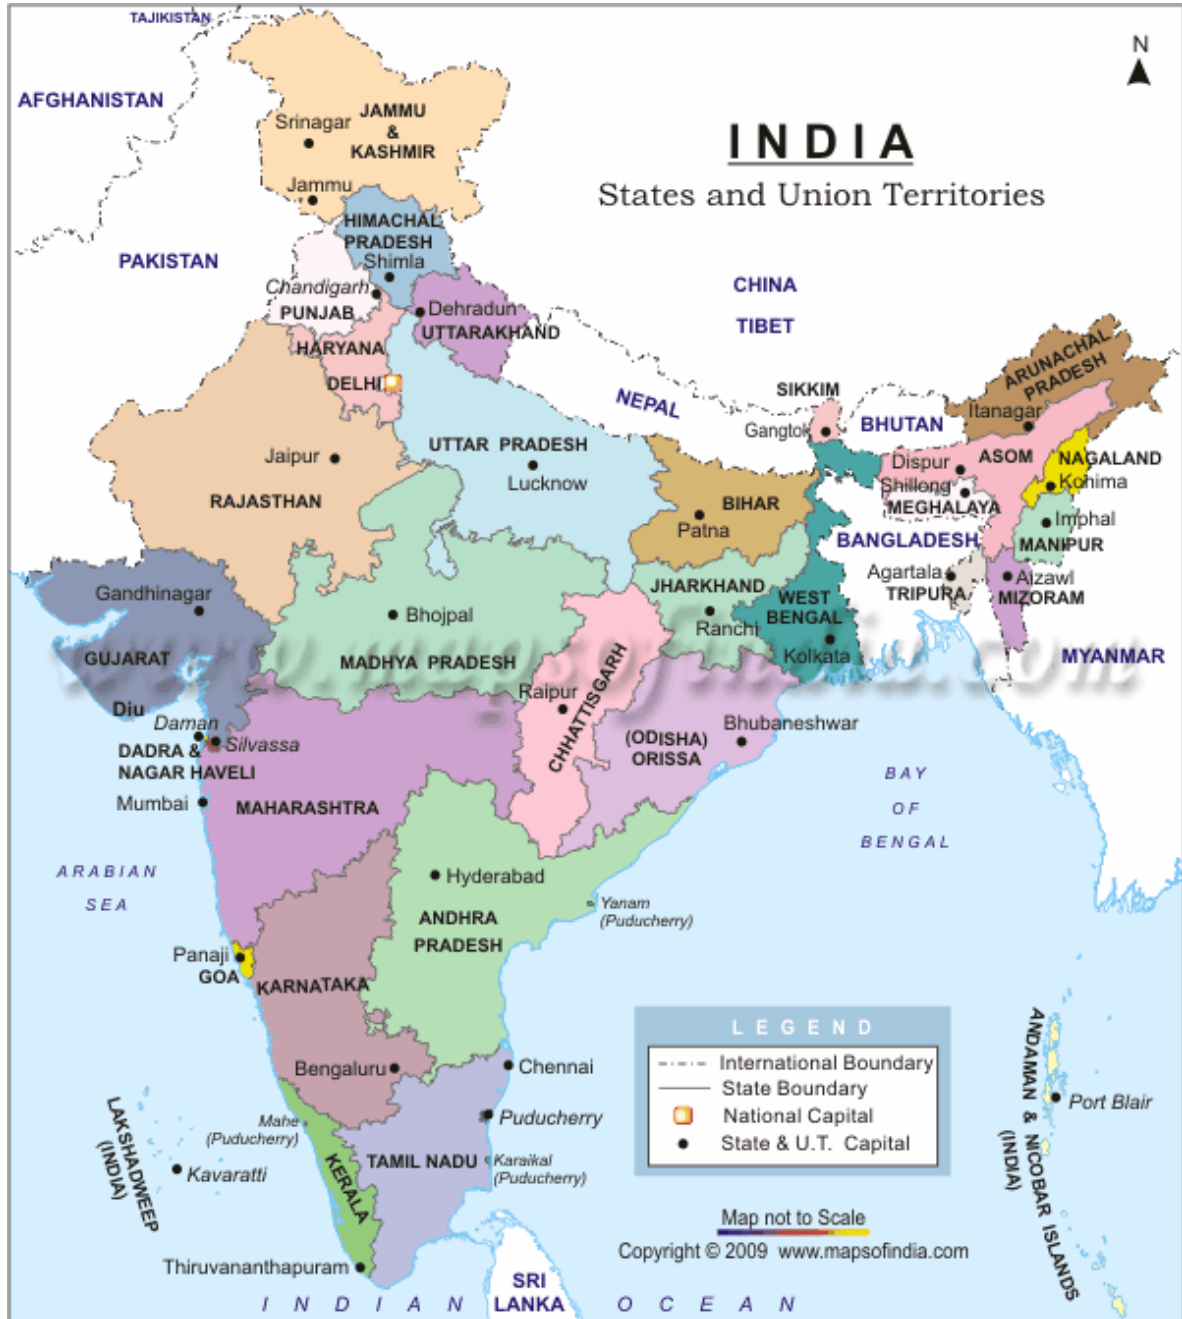 TAJIKISTAN
AFGHANISTAN
N
INDIA
States and Union Territories
JAMMU
&
KASHMIR
Srinagar
Jammu
HIMACHAL
PRADESH
Shimla
PAKISTAN
Chandigarh
PUNJAB
Dehradun
UTTARAKHAND
CHINA
TIBET
HARYANA
DELHI
NEPAL
SIKKIM
Gangtok
BHUTAN
ARUNACHAL
PRADESH
Itanagar
UTTAR PRADESH
Lucknow
Jaipur
RAJASTHAN
BIHAR
Patna
Dispur
ASOM
Shillong
MEGHALAYA
NAGALAND
Kohima
BANGLADESH
Imphal
MANIPUR
Agartala
TRIPURA
Aizawl
MIZORAM
MYANMAR
Gandhinagar
GUJARAT
Diu
Daman
Silvassa
DADRA &
NAGAR HAVELI
Bhojpal
MADHYA PRADESH
JHARKHAND
Ranchi
WEST
BENGAL
Kolkata
www.mapsofindia.com
Raipur
CHHATTISGARH
Bhubaneshwar
(ODISHA)
ORISSA
Mumbai
MAHARASHTRA
BAY
OF
BENGAL
ARABIAN
SEA
Hyderabad
ANDHRA
PRADESH
Yanam
(Puducherry)
Panaji
GOA
KARNATAKA
Bengaluru
Chennai
Mahe
(Puducherry)
Puducherry
Karaikal
(Puducherry)
TAMIL NADU
KERALA
Thiruvananthapuram
LAKSHADWEEP
(INDIA)
Kavaratti
LEGEND
International Boundary
State Boundary
National Capital
State & U.T. Capital
ANDAMAN & NICOBAR ISLANDS
(INDIA)
Port Blair
Map not to Scale
Copyright © 2009 www.mapsofindia.com
SRI
LANKA
INDIAN OCEAN